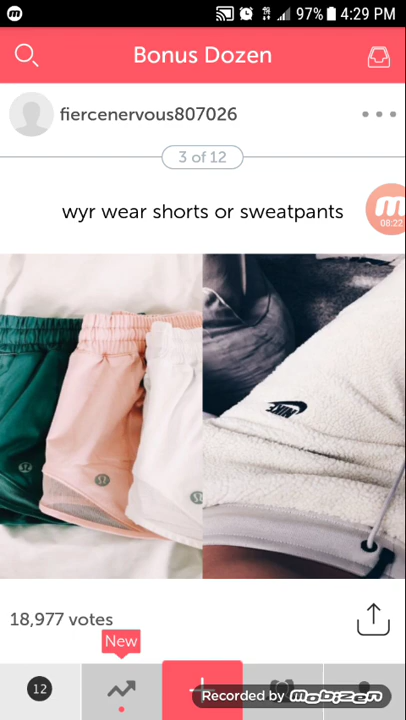 97% 4:29 PM
Bonus Dozen
fiercenervous807026
3 of 12
wyr wear shorts or sweatpants
08:22
NIKE
18,977 votes
New
12
Recorded by mobizen